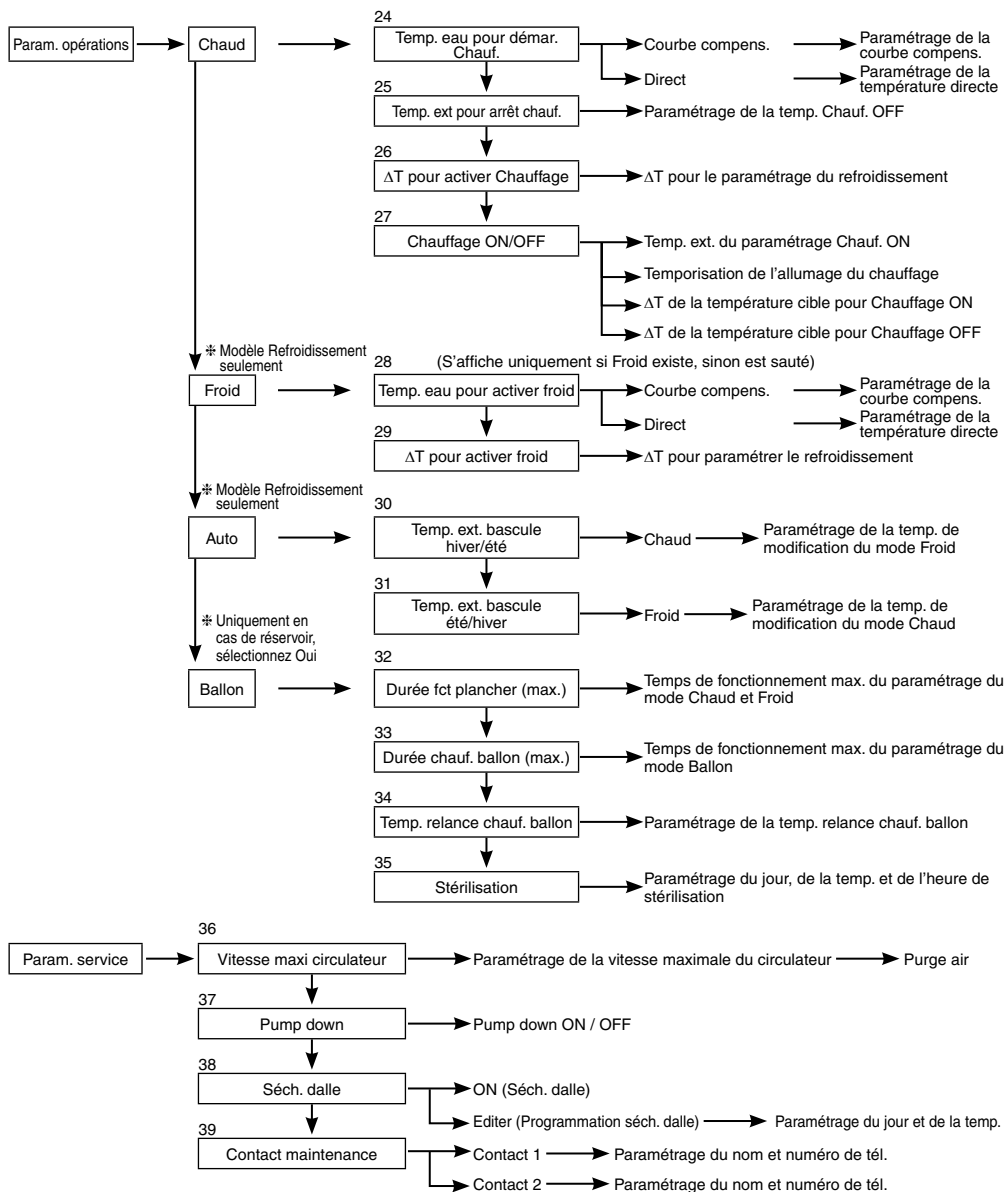 24
Param. opérations
Chaud
Temp. eau pour démar.
Chauf.
Courbe compens.
Paramétrage de la
courbe compens.
Direct
Paramétrage de la
température directe
25
Temp. ext pour arrêt chauf.
Paramétrage de la temp. Chauf. OFF
26
ΔT pour activer Chauffage
ΔT pour le paramétrage du refroidissement
27
Chauffage ON/OFF
Temp. ext. du paramétrage Chauf. ON
Temporisation de l'allumage du chauffage
ΔT de la température cible pour Chauffage ON
ΔT de la température cible pour Chauffage OFF
❉ Modèle Refroidissement
seulement
28
(S'affiche uniquement si Froid existe, sinon est sauté)
Froid
Temp. eau pour activer froid
Courbe compens.
Paramétrage de la
courbe compens.
Direct
Paramétrage de la
température directe
29
ΔT pour activer froid
ΔT pour paramétrer le refroidissement
❉ Modèle Refroidissement
seulement
30
Auto
Temp. ext. bascule
hiver/été
Chaud
Paramétrage de la temp. de
modification du mode Froid
31
Temp. ext. bascule
été/hiver
Froid
Paramétrage de la temp. de
modification du mode Chaud
❉ Uniquement en
cas de réservoir,
sélectionnez Oui
32
Ballon
Durée fct plancher (max.)
Temps de fonctionnement max. du paramétrage du
mode Chaud et Froid
33
Durée chauf. ballon (max.)
Temps de fonctionnement max. du paramétrage du
mode Ballon
34
Temp. relance chauf. ballon
Paramétrage de la temp. relance chauf. ballon
35
Stérilisation
Paramétrage du jour, de la temp. et de l'heure de
stérilisation
36
Param. service
Vitesse maxi circulateur
Paramétrage de la vitesse maximale du circulateur
Purge air
37
Pump down
Pump down ON / OFF
38
Séch. dalle
ON (Séch. dalle)
Editer (Programmation séch. dalle)
Paramétrage du jour et de la temp.
39
Contact maintenance
Contact 1
Paramétrage du nom et numéro de tél.
Contact 2
Paramétrage du nom et numéro de tél.